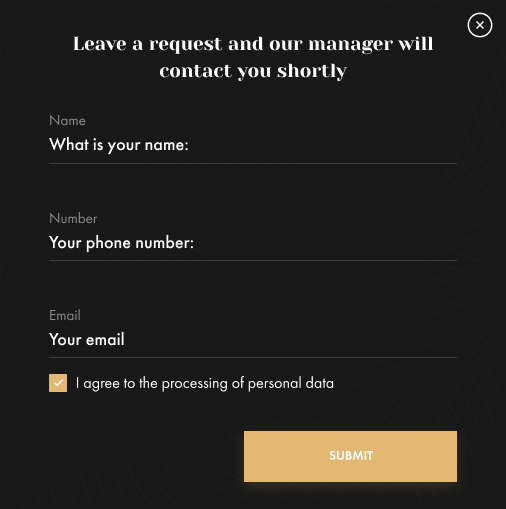 Leave a request and our manager will
contact you shortly
Name
What is your name:
Number
Your phone number:
Email
Your email
I agree to the processing of personal data
SUBMIT